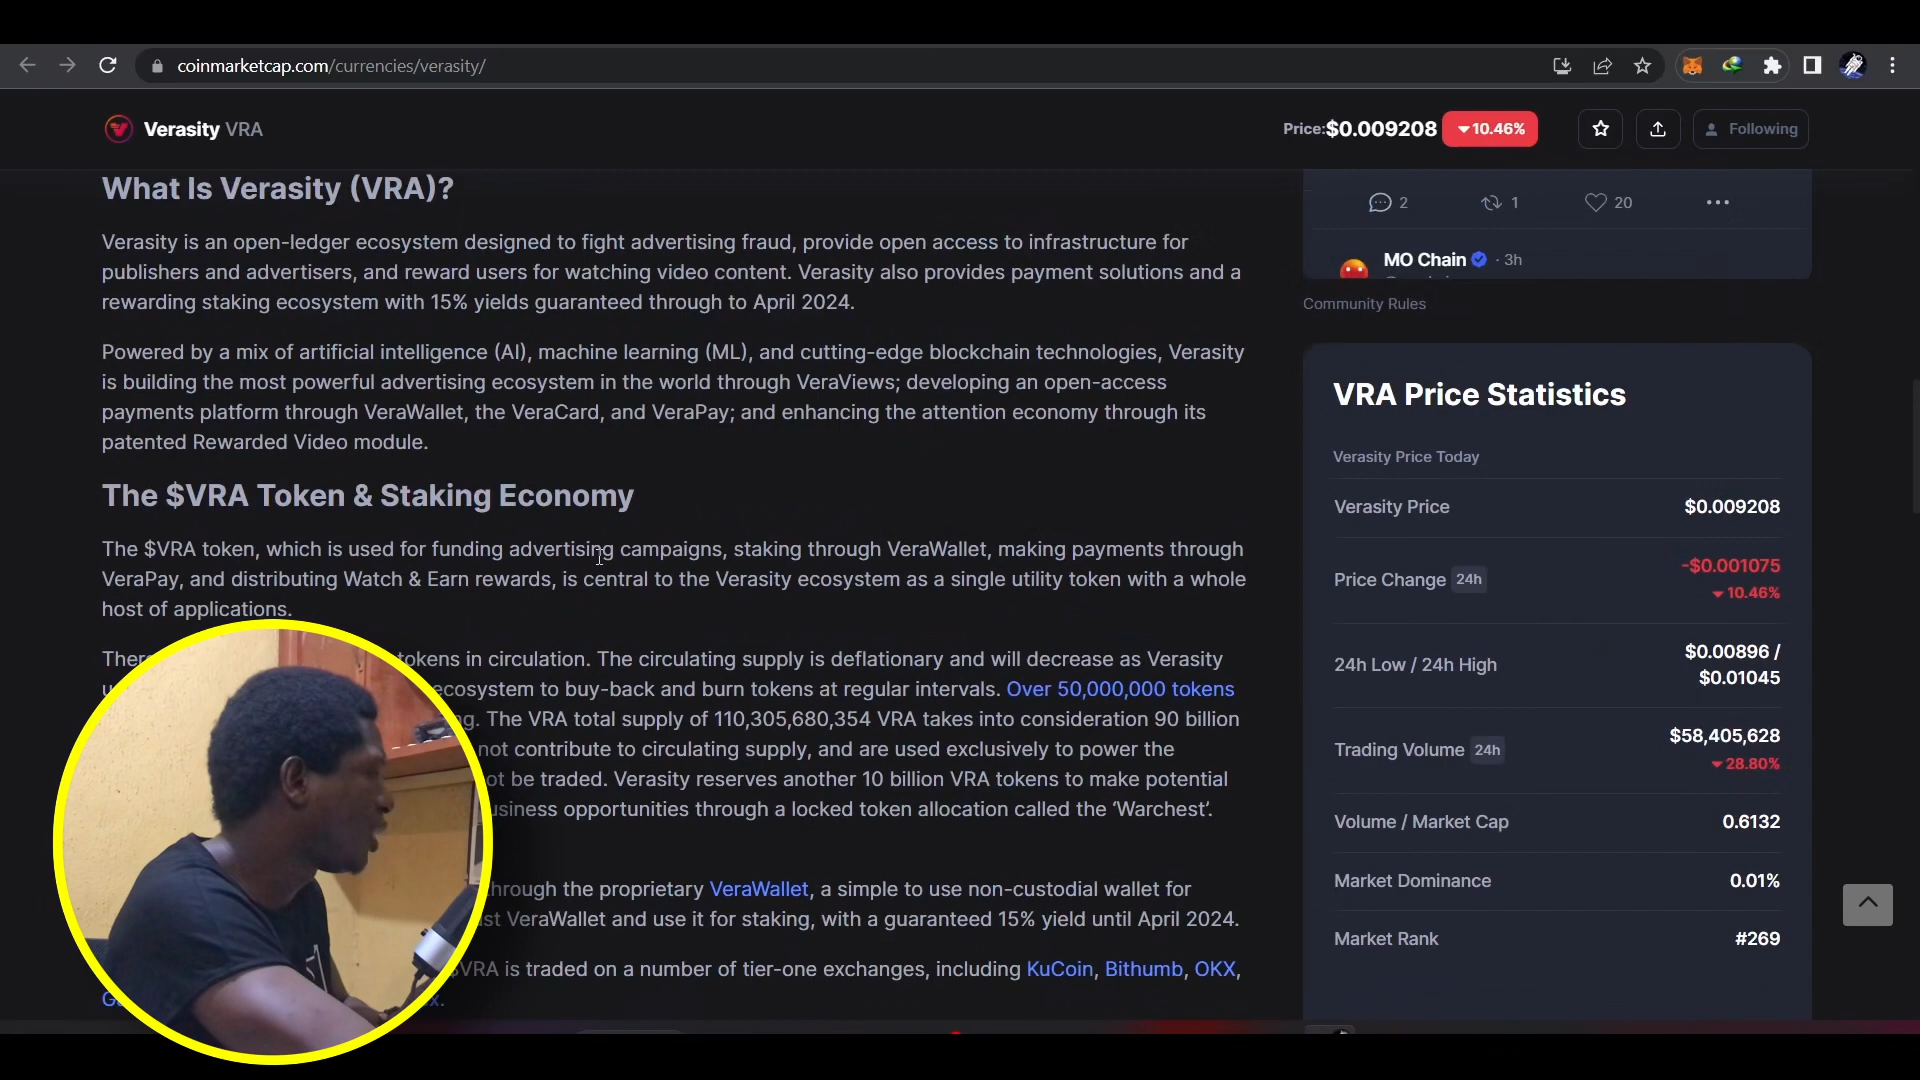 coinmarketcap.com/currencies/verasity/
Verasity VRA
Price:$0.009208
10.46%
Following
What Is Verasity (VRA)?
Verasity is an open-ledger ecosystem designed to fight advertising fraud, provide open access to infrastructure for
publishers and advertisers, and reward users for watching video content. Verasity also provides payment solutions and a
rewarding staking ecosystem with 15% yields guaranteed through to April 2024.
Powered by a mix of artificial intelligence (AI), machine learning (ML), and cutting-edge blockchain technologies, Verasity
is building the most powerful advertising ecosystem in the world through VeraViews; developing an open-access
payments platform through VeraWallet, the VeraCard, and VeraPay; and enhancing the attention economy through its
patented Rewarded Video module.
The $VRA Token & Staking Economy
The $VRA token, which is used for funding advertising campaigns, staking through VeraWallet, making payments through
VeraPay, and distributing Watch & Earn rewards, is central to the Verasity ecosystem as a single utility token with a whole
host of applications.
tokens in circulation. The circulating supply is deflationary and will decrease as Verasity
ecosystem to buy-back and burn tokens at regular intervals. Over 50,000,000 tokens
The VRA total supply of 110,305,680,354 VRA takes into consideration 90 billion
not contribute to circulating supply, and are used exclusively to power the
be traded. Verasity reserves another 10 billion VRA tokens to make potential
opportunities through a locked token allocation called the ‘Warchest’.
through the proprietary VeraWallet, a simple to use non-custodial wallet for
VeraWallet and use it for staking, with a guaranteed 15% yield until April 2024.
$VRA is traded on a number of tier-one exchanges, including KuCoin, Bithumb, OKX,
2
1
20
MO Chain · 3h
Community Rules
VRA Price Statistics
Verasity Price Today
Verasity Price $0.009208
Price Change 24h -$0.001075
10.46%
24h Low / 24h High $0.00896 /
$0.01045
Trading Volume 24h $58,405,628
28.80%
Volume / Market Cap 0.6132
Market Dominance 0.01%
Market Rank #269